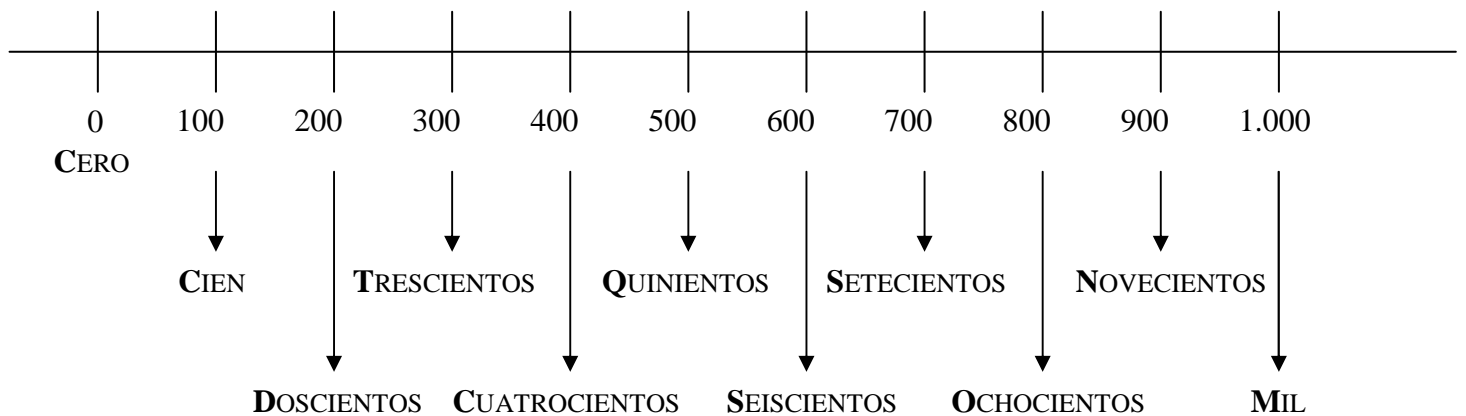 0 100 200 300 400 500 600 700 800 900 1.000
CERO
CIEN TRESCIENTOS QUINIENTOS SETECIENTOS NOVECIENTOS
DOSCIENTOS CUATROCIENTOS SEISCIENTOS OCHOCIENTOS MIL